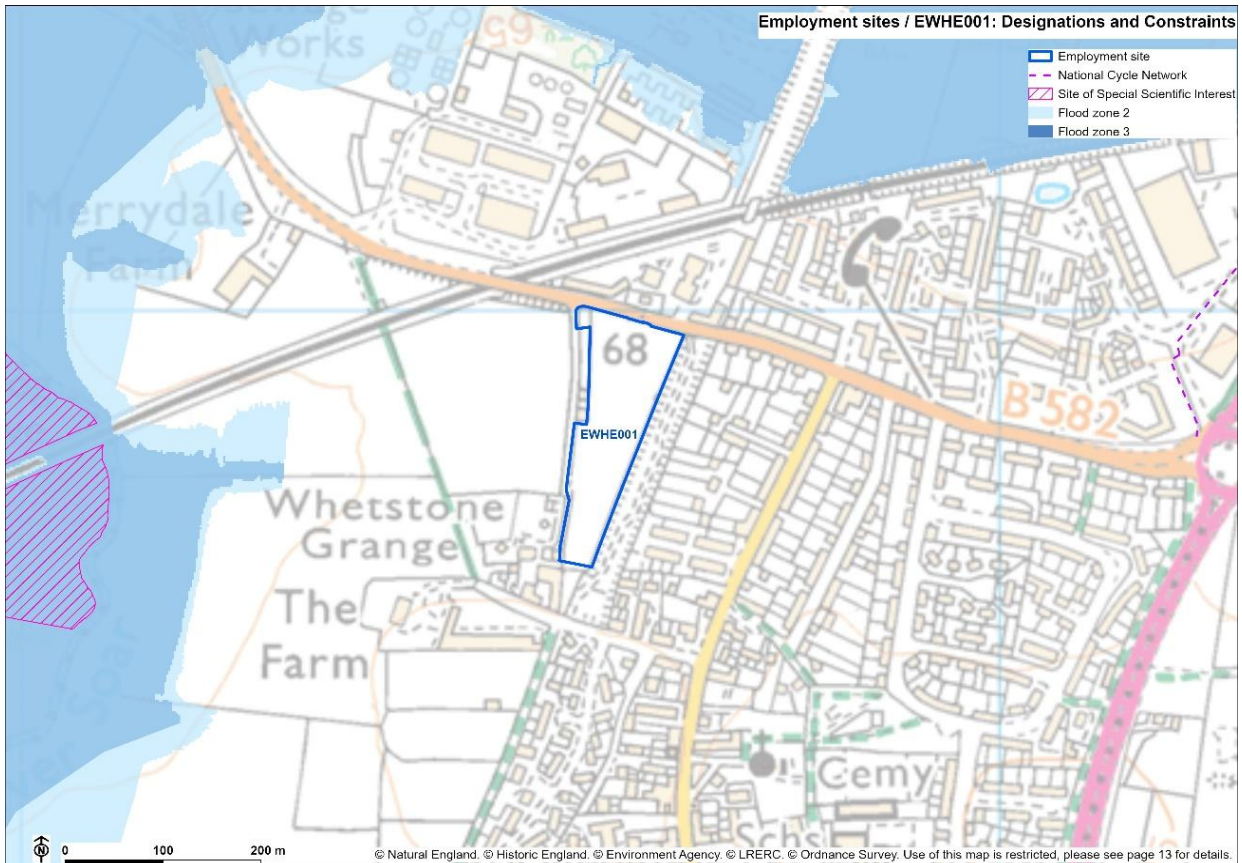 Employment sites / EWHE001: Designations and Constraints
Employment site
National Cycle Network
Site of Special Scientific Interest
Flood zone 2
Flood zone 3
Works
65
Merrydale
Farm
68
EWHE001
B 582
Whetstone
Grange
The
Farm
Soar
Cemy
Schs
N
0 100 200 m
© Natural England. © Historic England. © Environment Agency. © LRERC. © Ordnance Survey. Use of this map is restricted, please see page 13 for details.